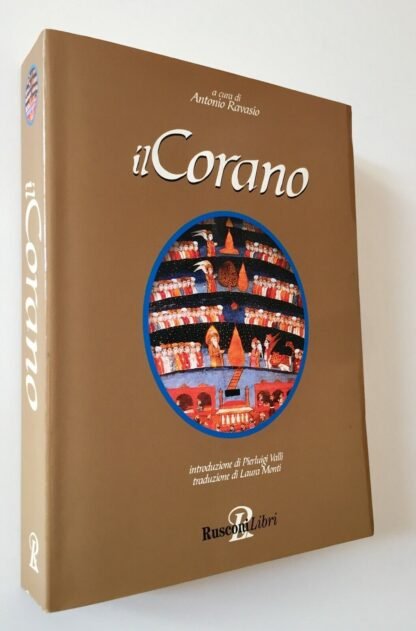 a cura di
Antonio Ravasio
il Corano
introduzione di Pierluigi Valli
traduzione di Laura Monti
Rusconi Libri
il Corano